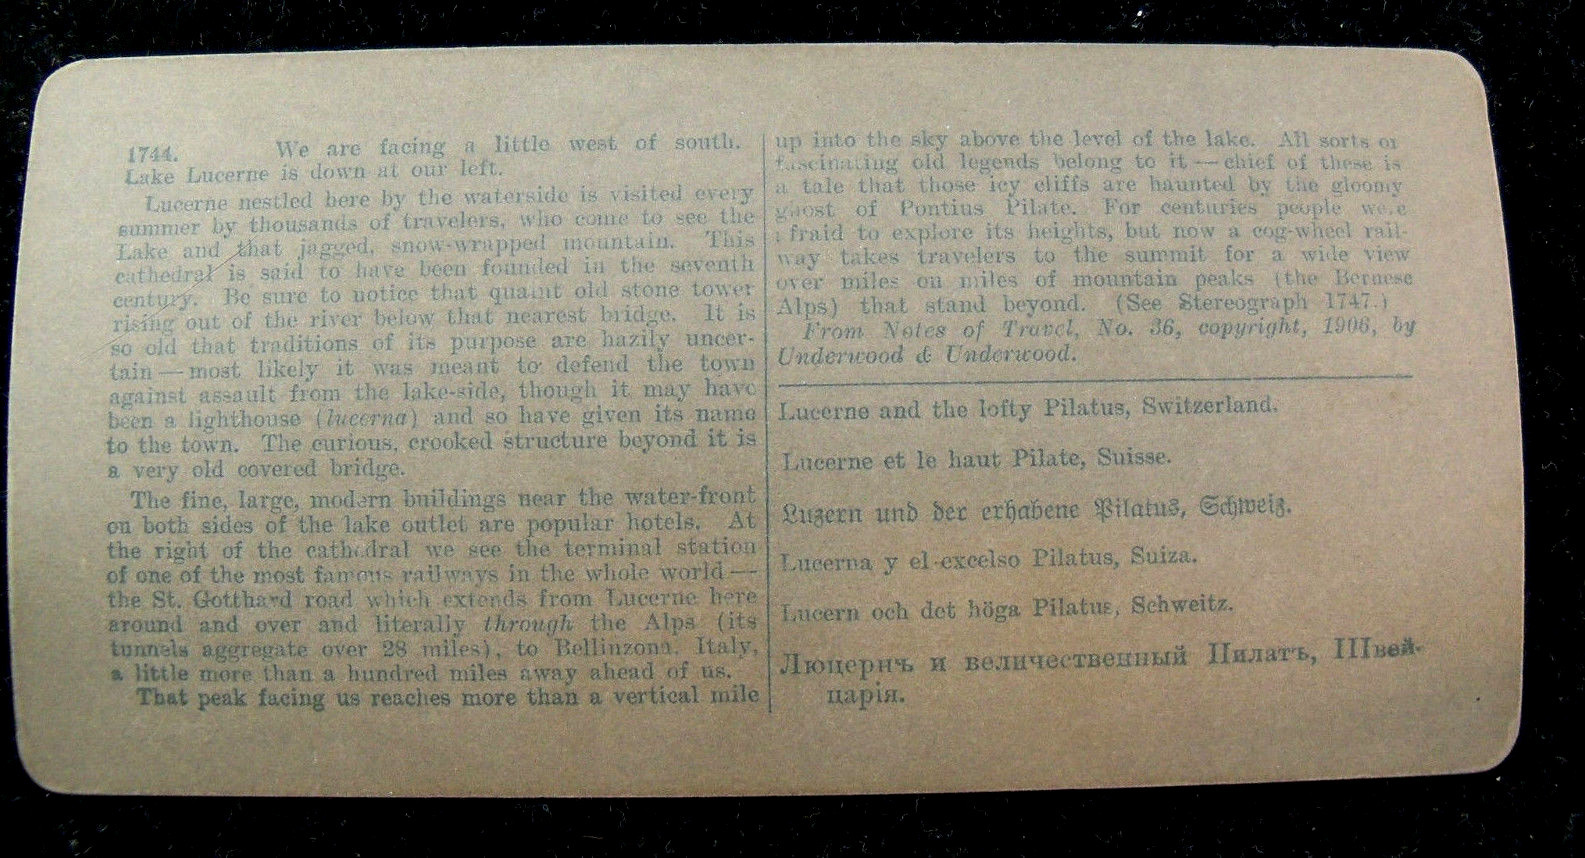 1744. We are facing a little west of south.
Lake Lucerne is down at our left.
Lucerne nestled here by the waterside is visited every
summer by thousands of travelers, who come to see the
Lake and that jagged, snow-wrapped mountain. This
cathedral is said to have been founded in the seventh
century. Be sure to notice that quaint old stone tower
rising out of the river below that nearest bridge. It is
so old that traditions of its purpose are hazily uncer-
tain — most likely it was meant to defend the town
against assault from the lake-side, though it may have
been a lighthouse (lucerna) and so have given its name
to the town. The curious, crooked structure beyond it is
a very old covered bridge.
The fine, large, modern buildings near the water-front
on both sides of the lake outlet are popular hotels. At
the right of the cathedral we see the terminal station
of one of the most famous railways in the whole world —
the St. Gotthard road which extends from Lucerne here
around and over and literally through the Alps (its
tunnels aggregate over 28 miles), to Bellinzona, Italy,
a little more than a hundred miles away ahead of us.
That peak facing us reaches more than a vertical mile
up into the sky above the level of the lake. All sorts of
fascinating old legends belong to it — chief of these is
a tale that those icy cliffs are haunted by the gloomy
ghost of Pontius Pilate. For centuries people were
afraid to explore its heights, but now a cog-wheel rail-
way takes travelers to the summit for a wide view
over miles on miles of mountain peaks (the Bernese
Alps) that stand beyond. (See Stereograph 1747.)
From Notes of Travel, No. 36, copyright, 1906, by
Underwood & Underwood.
Lucerne and the lofty Pilatus, Switzerland.
Lucerne et le haut Pilate, Suisse.
Luzern und der erhabene Pilatus, Schweiz.
Lucerna y el excelso Pilatus, Suiza.
Lucern och det höga Pilatus, Schweitz.
Люцернъ и величественный Пилатъ, Швей-
царія.